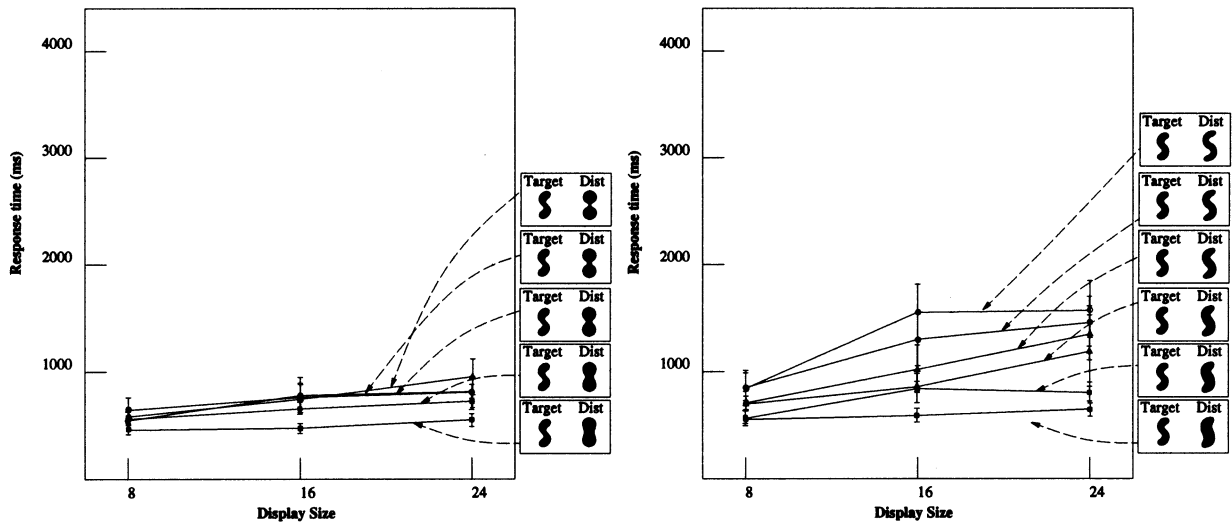 4000
3000
2000
1000
Response time (ms)
8 16 24
Display Size
Target Dist
Target Dist
Target Dist
Target Dist
Target Dist
4000
3000
2000
1000
Response time (ms)
8 16 24
Display Size
Target Dist
Target Dist
Target Dist
Target Dist
Target Dist
Target Dist